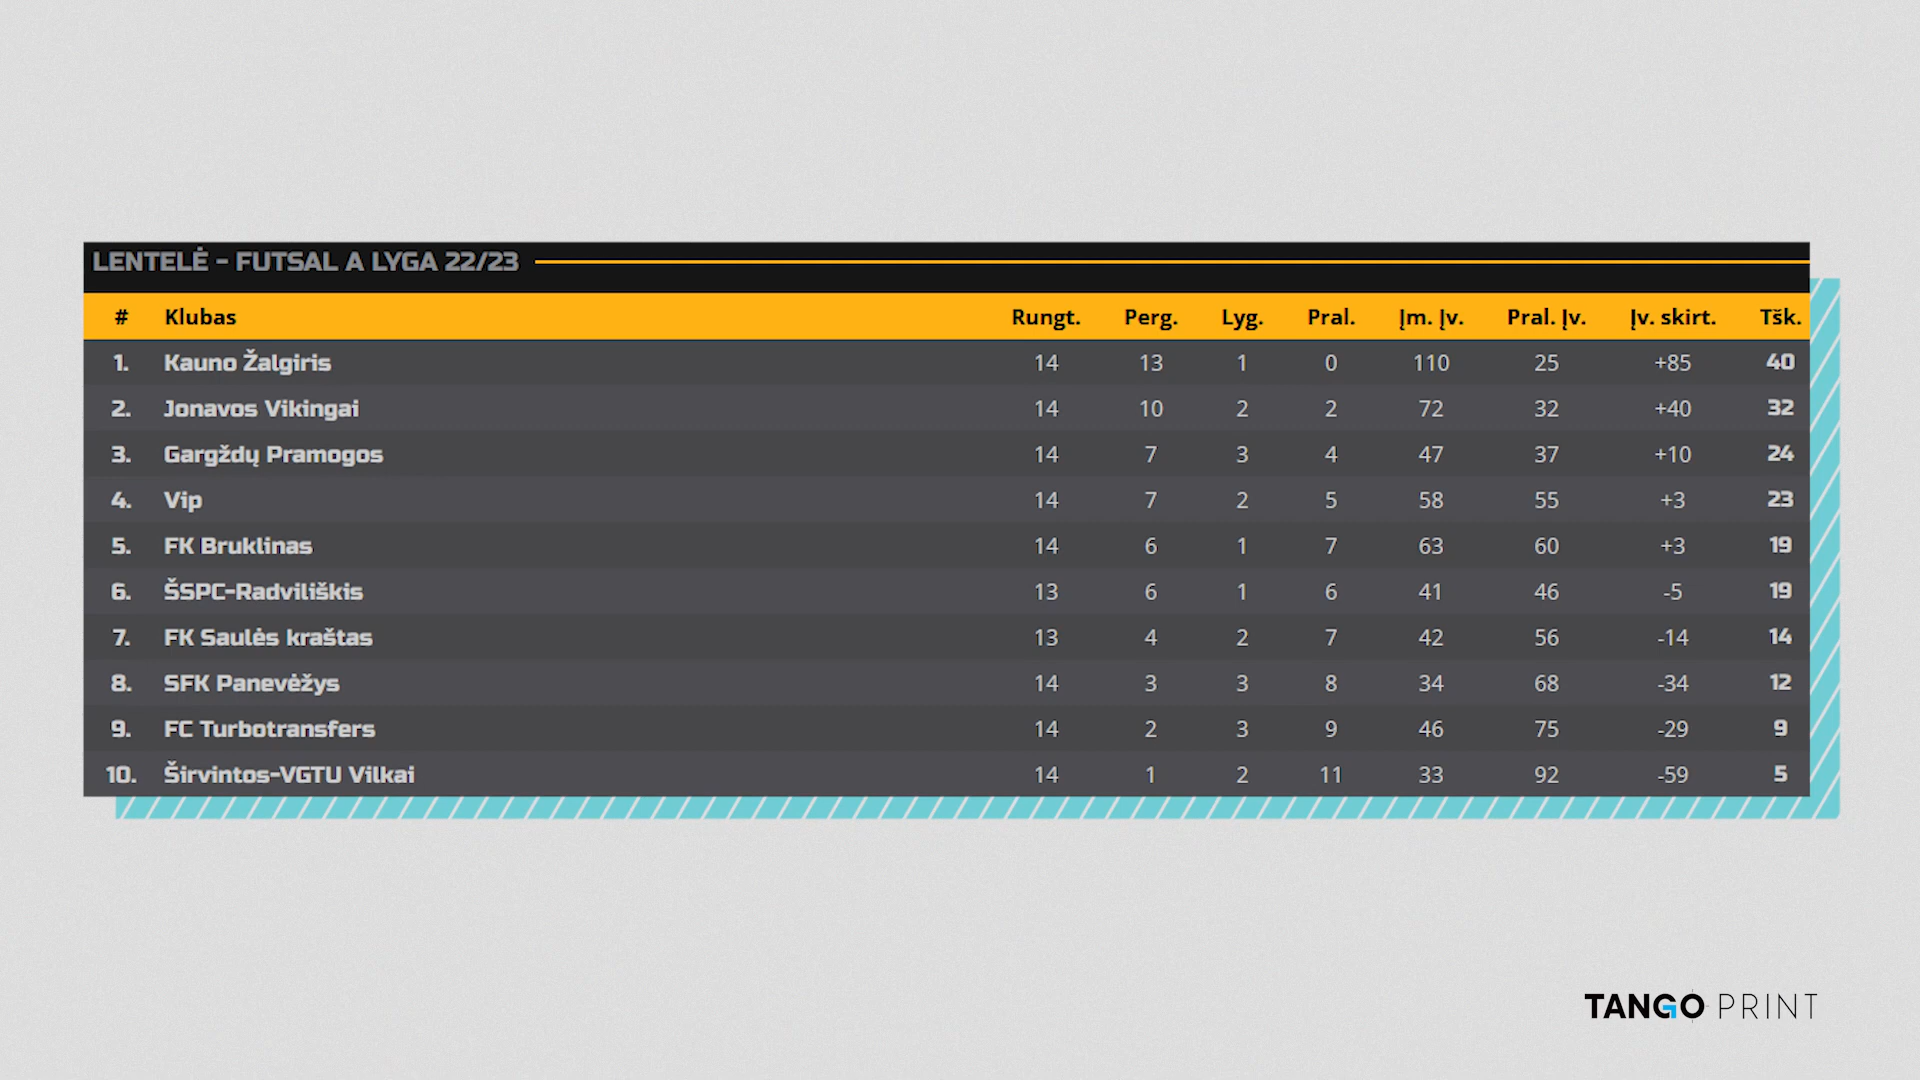 LENTELĖ - FUTSAL A LYGA 22/23
# Klubas Rungt. Perg. Lyg. Pral. Įm. Įv. Pral. Įv. Įv. skirt. Tšk.
1. Kauno Žalgiris 14 13 1 0 110 25 +85 40
2. Jonavos Vikingai 14 10 2 2 72 32 +40 32
3. Gargždų Pramogos 14 7 3 4 47 37 +10 24
4. Vip 14 7 2 5 58 55 +3 23
5. FK Bruklinas 14 6 1 7 63 60 +3 19
6. ŠSPC-Radviliškis 13 6 1 6 41 46 -5 19
7. FK Saulės kraštas 13 4 2 7 42 56 -14 14
8. SFK Panevėžys 14 3 3 8 34 68 -34 12
9. FC Turbotransfers 14 2 3 9 46 75 -29 9
10. Širvintos-VGTU Vilkai 14 1 2 11 33 92 -59 5
TANGO PRINT